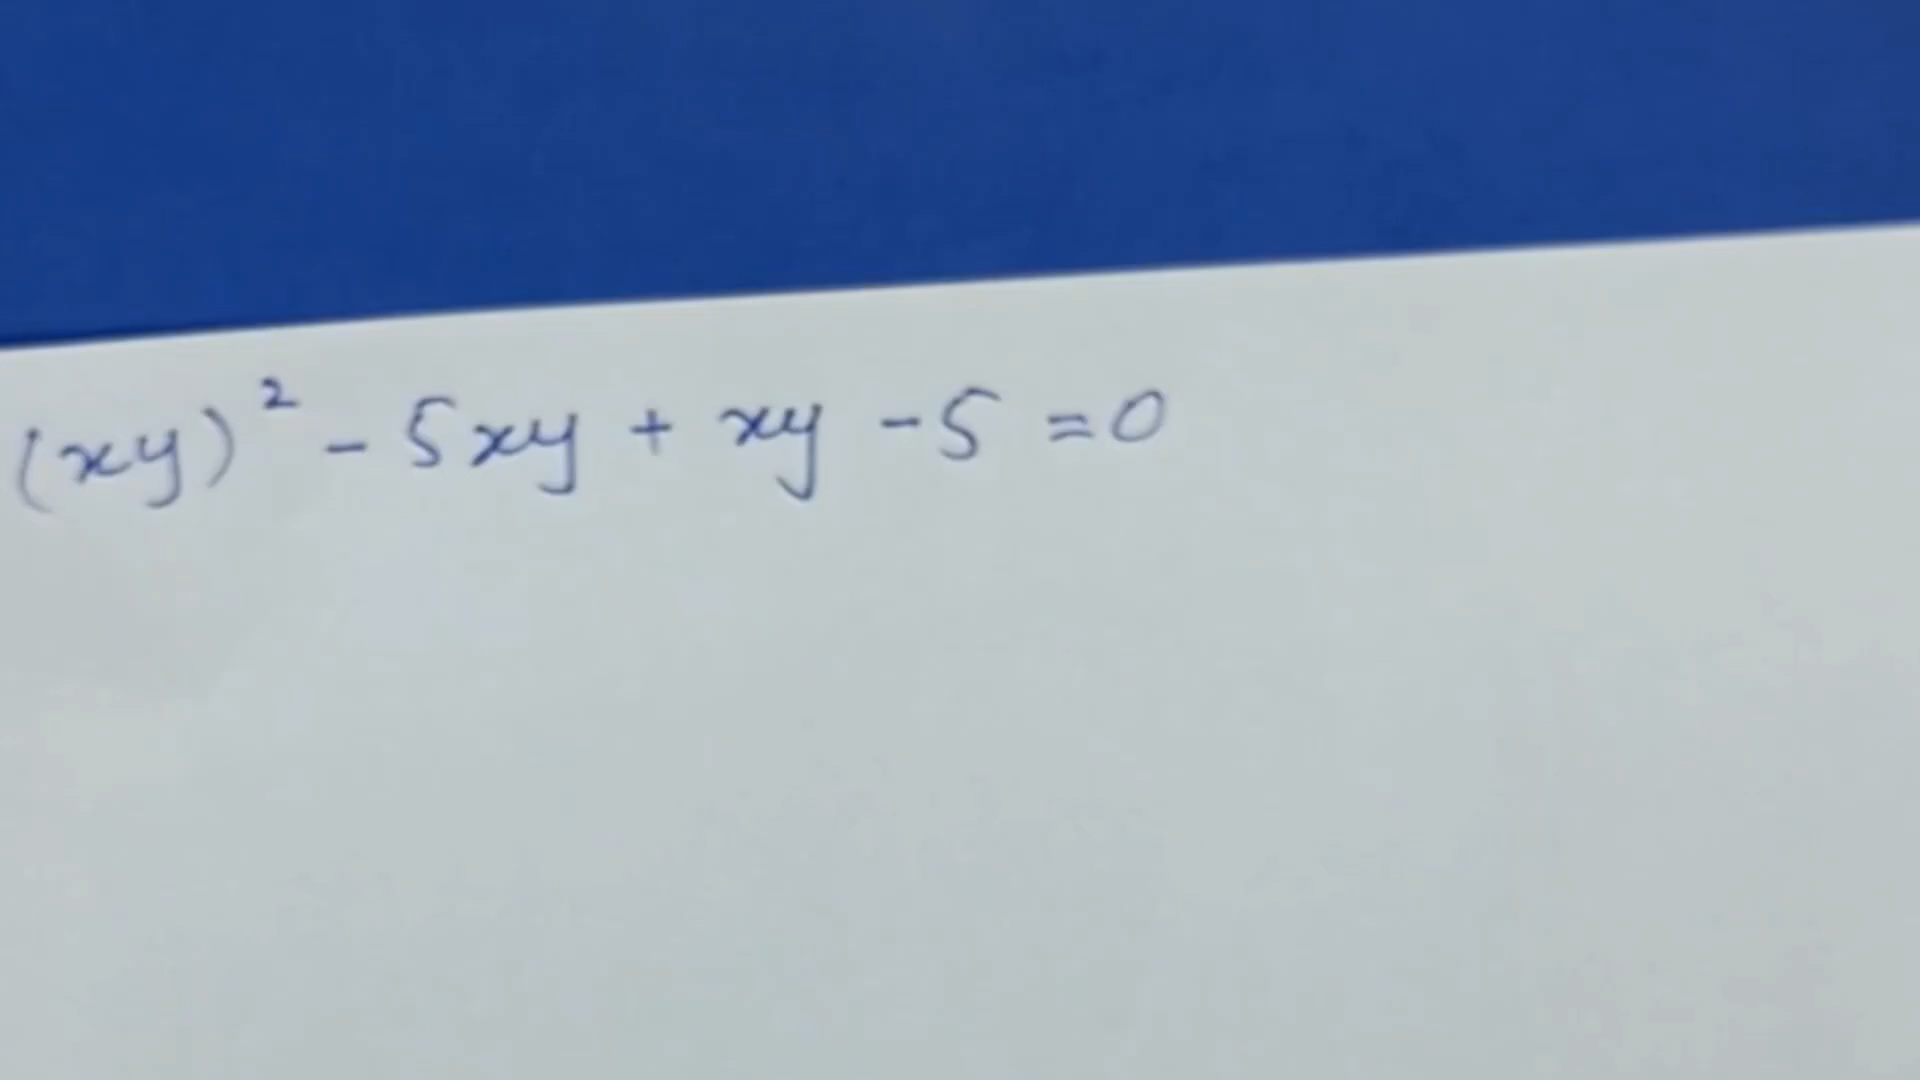 (xy)² - 5xy + xy - 5 = 0